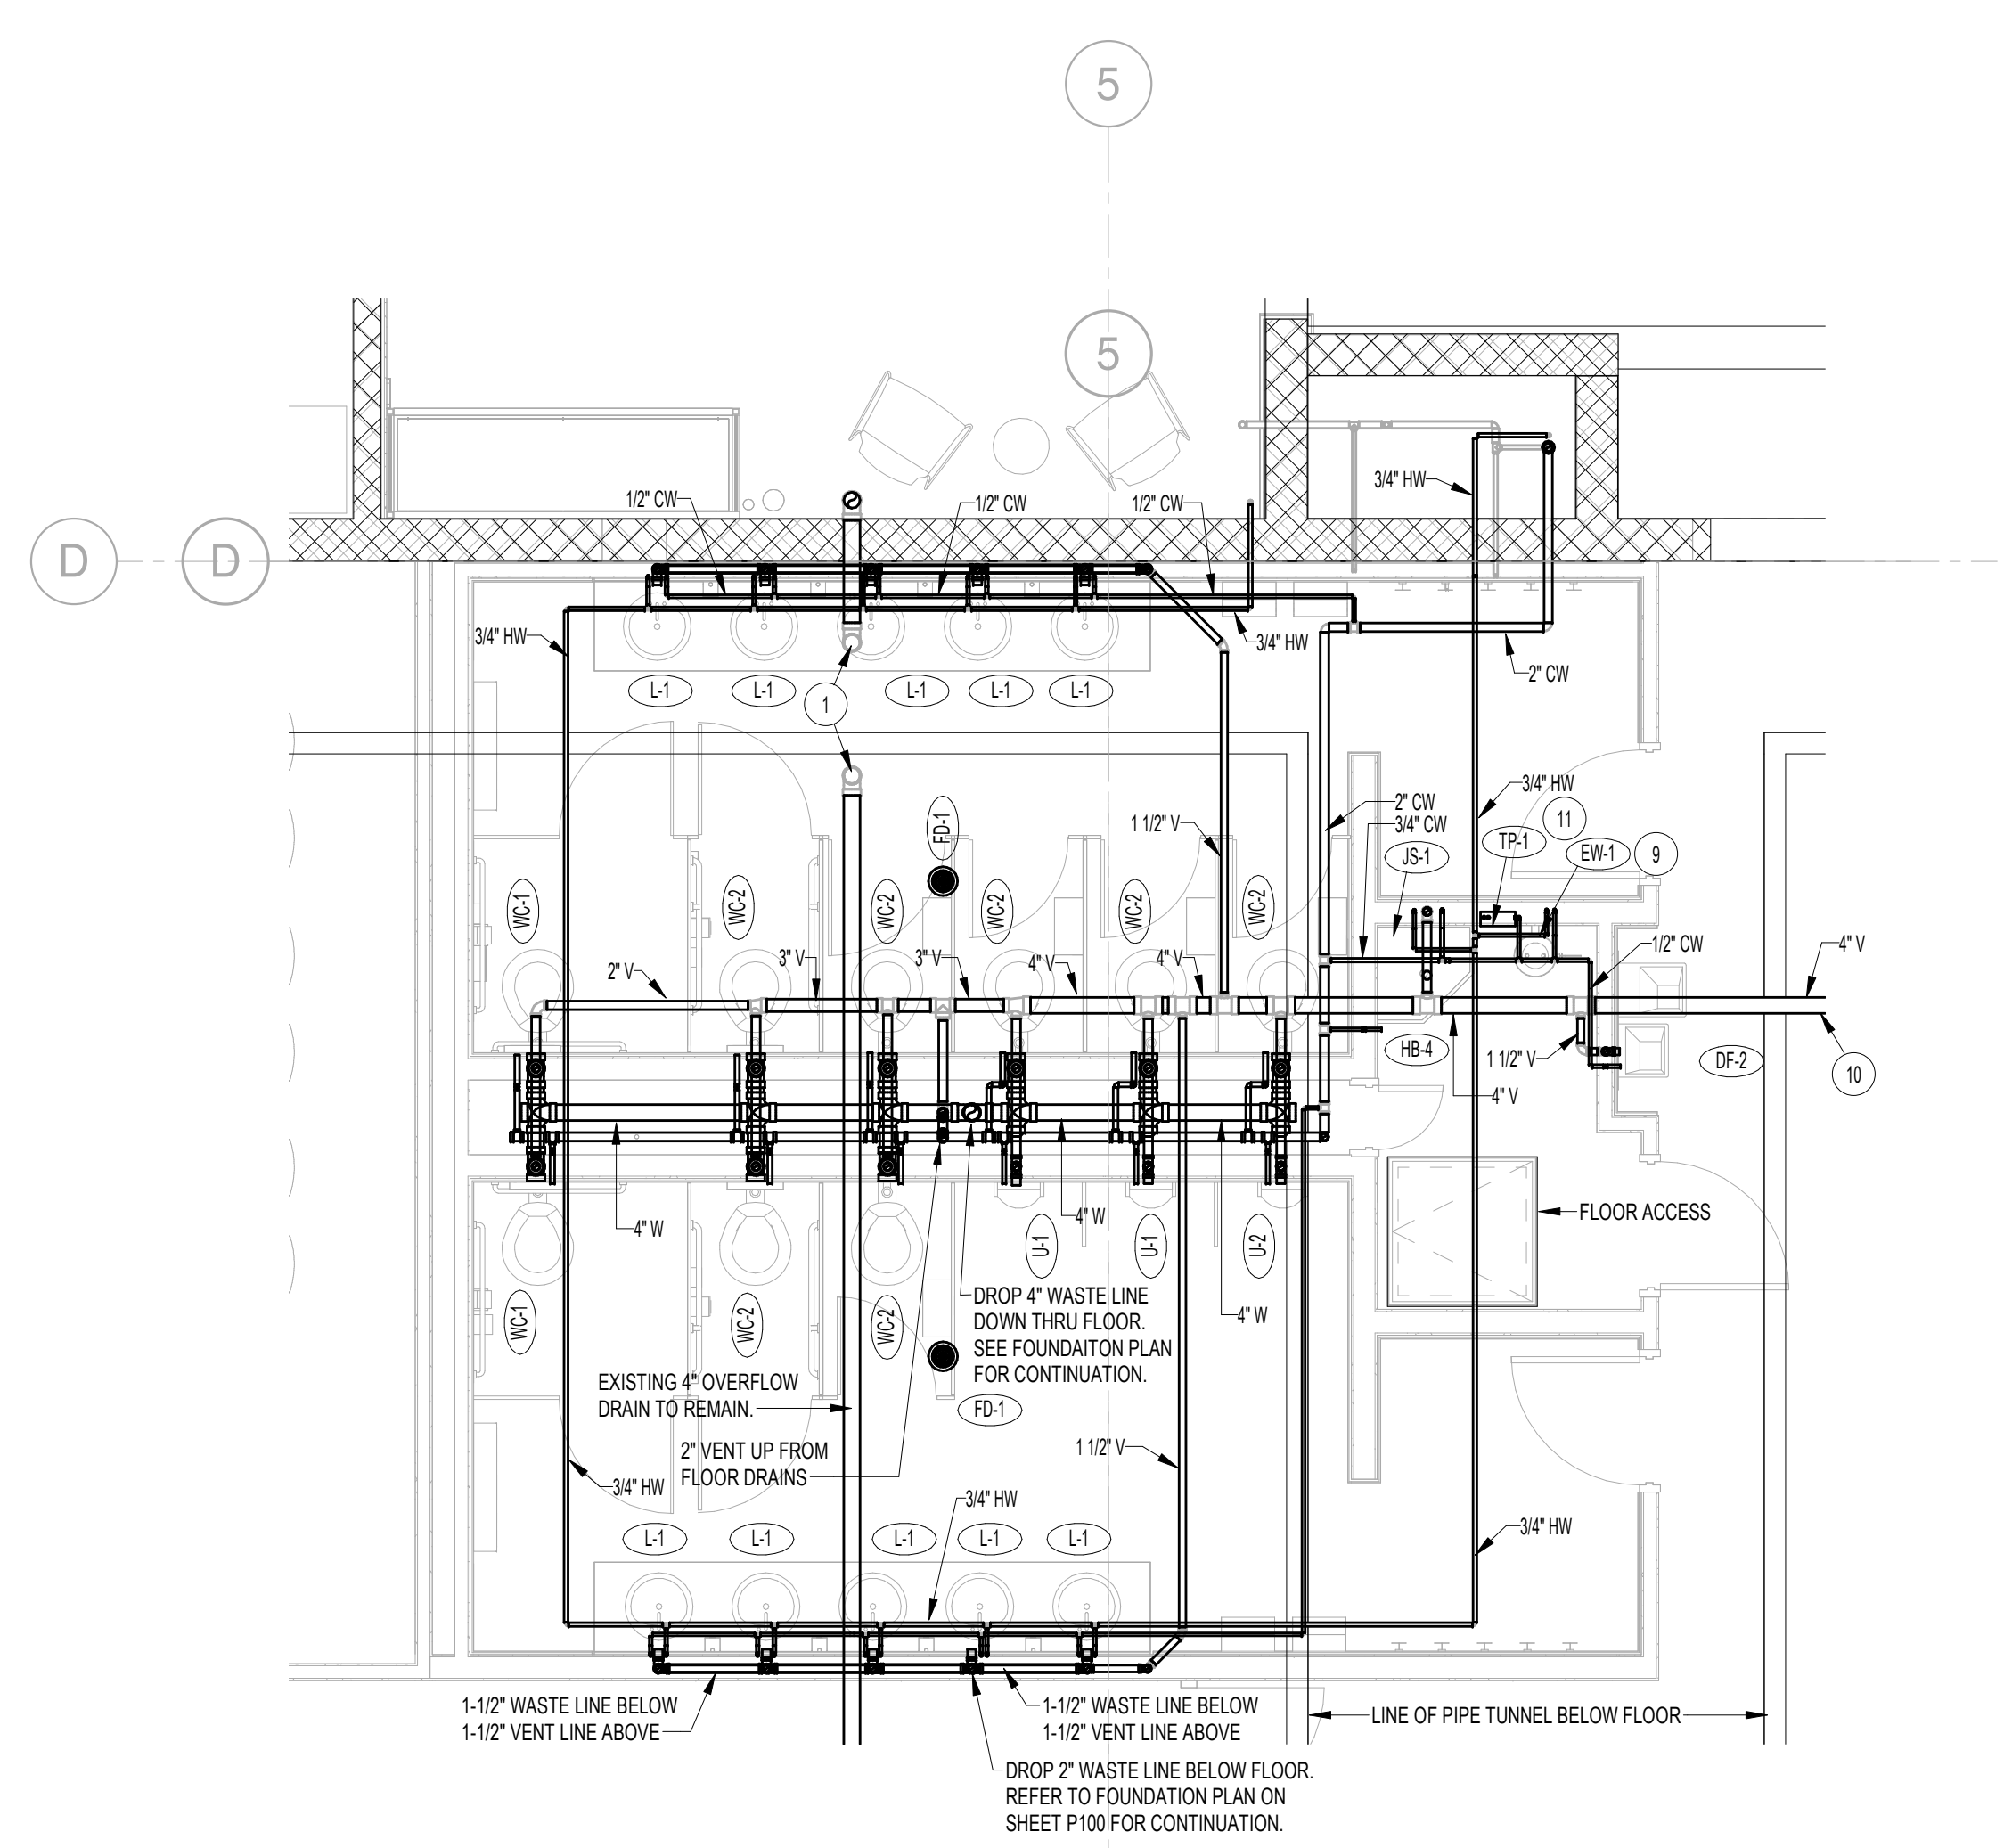 5
5
D
D
3/4" HW
1/2" CW
1/2" CW
1/2" CW
3/4" HW
3/4" HW
2" CW
L-1
L-1
L-1
L-1
L-1
1
2" CW
3/4" CW
3/4" HW
11
1 1/2" V
FD-1
TP-1
JS-1
EW-1
9
WC-1
WC-2
WC-2
WC-2
WC-2
WC-2
2" V
3" V
3" V
4" V
4" V
1/2" CW
4" V
HB-4
1 1/2" V
DF-2
10
4" V
4" W
4" W
FLOOR ACCESS
U-1
U-1
U-2
WC-1
WC-2
WC-2
DROP 4" WASTE LINE
DOWN THRU FLOOR.
SEE FOUNDAITON PLAN
FOR CONTINUATION.
4" W
EXISTING 4" OVERFLOW
DRAIN TO REMAIN.
FD-1
2" VENT UP FROM
FLOOR DRAINS
1 1/2" V
3/4" HW
3/4" HW
3/4" HW
L-1
L-1
L-1
L-1
L-1
1-1/2" WASTE LINE BELOW
1-1/2" VENT LINE ABOVE
1-1/2" WASTE LINE BELOW
1-1/2" VENT LINE ABOVE
LINE OF PIPE TUNNEL BELOW FLOOR
DROP 2" WASTE LINE BELOW FLOOR.
REFER TO FOUNDATION PLAN ON
SHEET P100 FOR CONTINUATION.